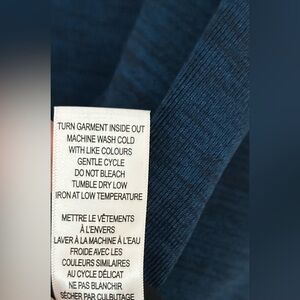 TURN GARMENT INSIDE OUT
MACHINE WASH COLD
WITH LIKE COLOURS
GENTLE CYCLE
DO NOT BLEACH
TUMBLE DRY LOW
IRON AT LOW TEMPERATURE
METTRE LE VÊTEMENTS
À L'ENVERS
LAVER À LA MACHINE À L'EAU
FROIDE AVEC LES
COULEURS SIMILAIRES
AU CYCLE DÉLICAT
NE PAS BLANCHIR
SÉCHER PAR CULBUTAGE